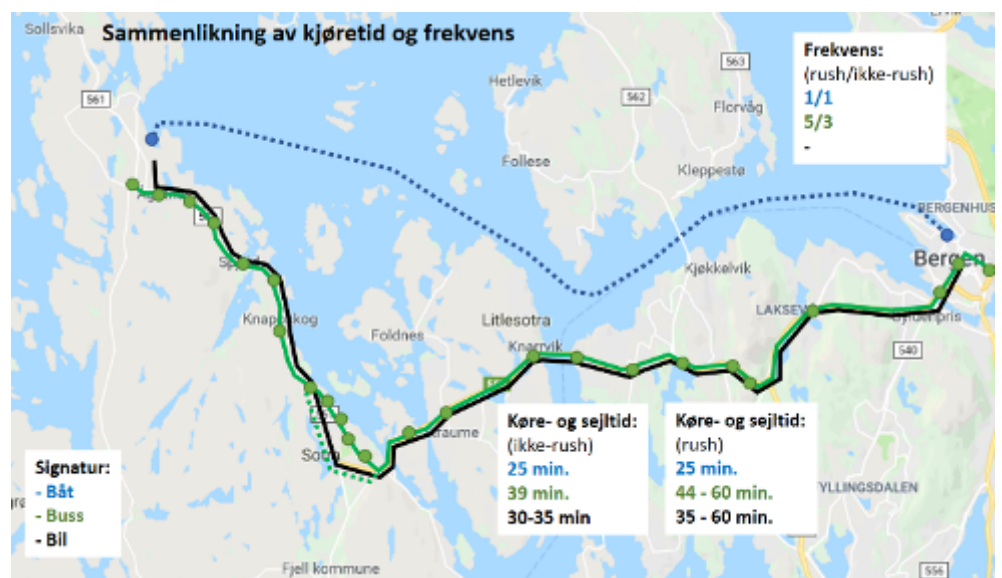 Sollsvika
Sammenlikning av kjøretid og frekvens
561
Hetlevik
563
562
Florvåg
Frekvens:
(rush/ikke-rush)
1/1
5/3
-
Follese
Kleppestø
BERGENHUS
Bergen
Kjøkkelvik
Litlesotra
Foldnes
Knarrvik
LAKSEV
540
Køre- og sejltid:
(ikke-rush)
25 min.
39 min.
30-35 min
Køre- og sejltid:
(rush)
25 min.
44 - 60 min.
35 - 60 min.
Signatur:
- Båt
- Buss
- Bil
Sotra
raume
YLLINGSDALEN
Fjell kommune
556